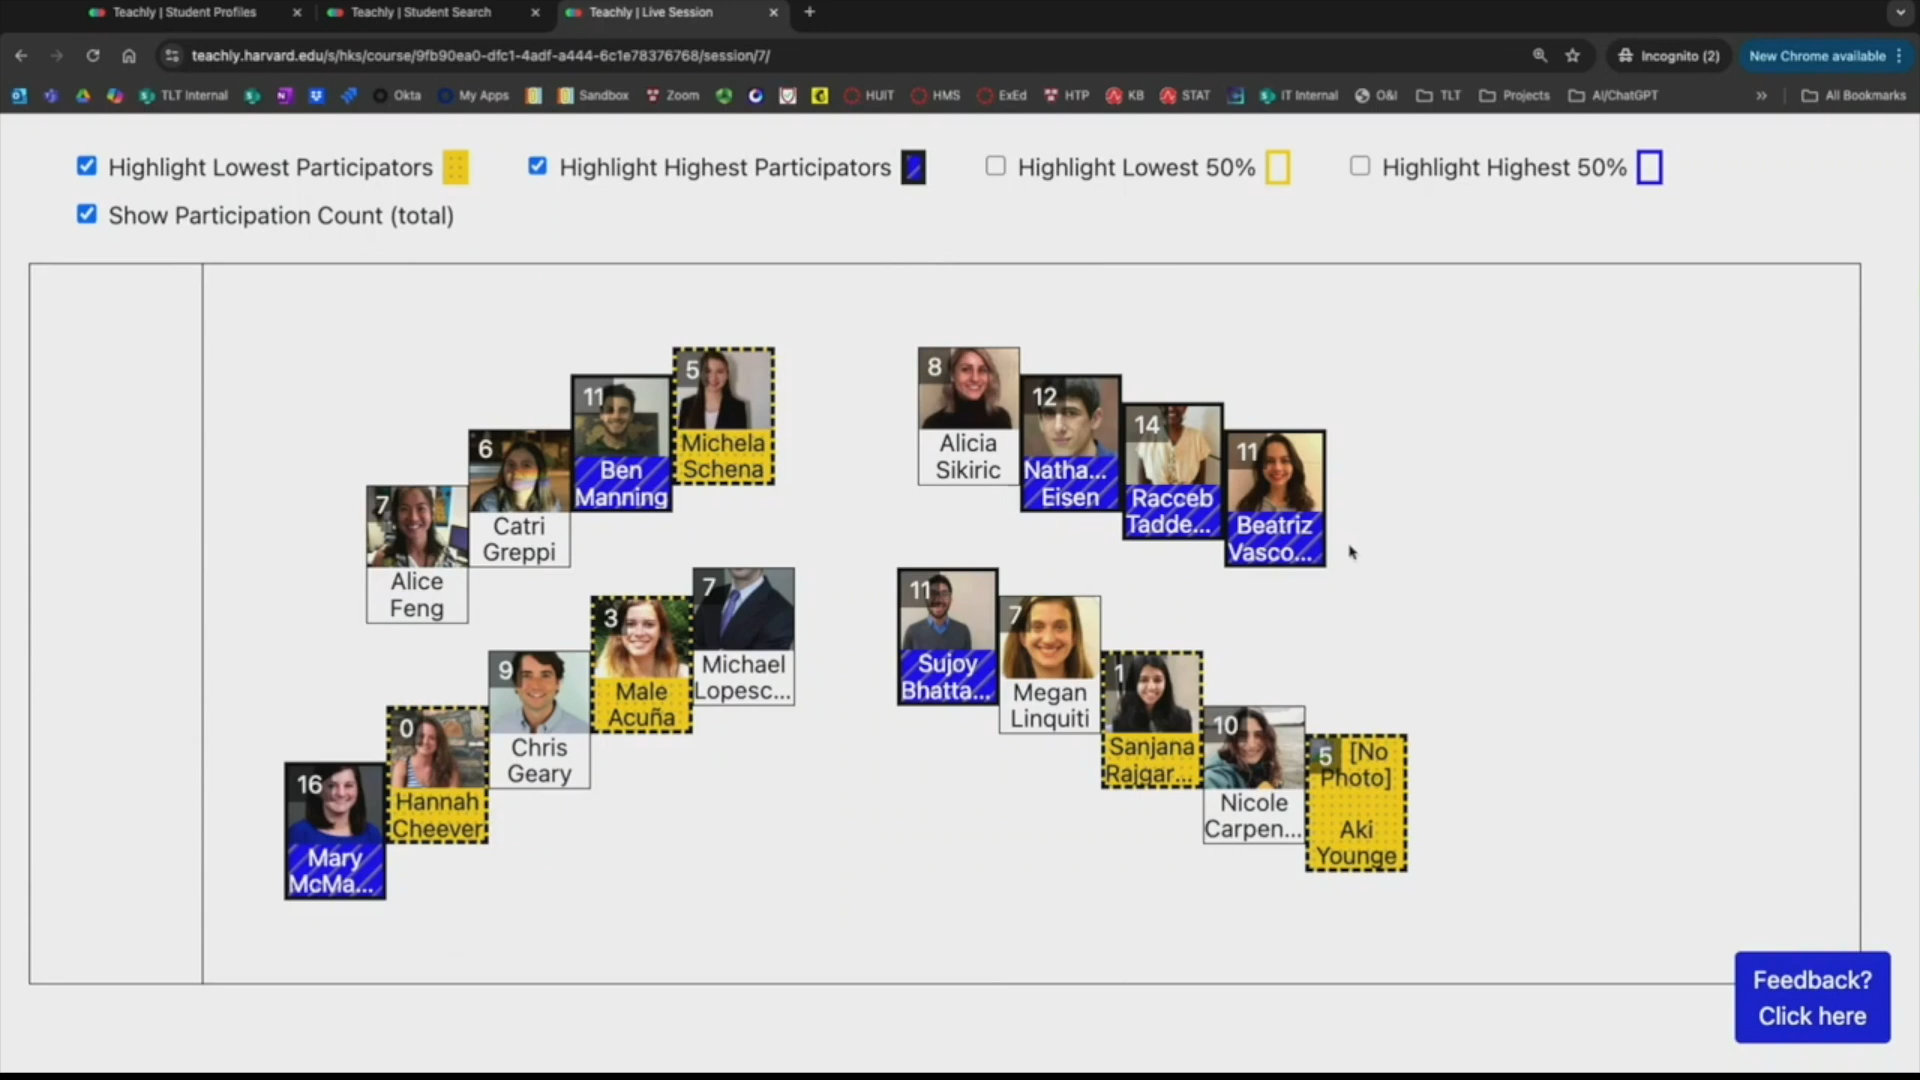 Teachly | Student Profiles
Teachly | Student Search
Teachly | Live Session
teachly.harvard.edu/s/hks/course/9fb90ea0-dfc1-4adf-a444-6c1e78376768/session/7/
Incognito (2)
New Chrome available
TLT Internal
Okta
My Apps
Sandbox
Zoom
HUIT
HMS
ExEd
HTP
KB
STAT
IT Internal
O&I
TLT
Projects
AI/ChatGPT
»
All Bookmarks
Highlight Lowest Participators
Highlight Highest Participators
Highlight Lowest 50%
Highlight Highest 50%
Show Participation Count (total)
7
Alice
Feng
6
Catri
Greppi
11
Ben
Manning
5
Michela
Schena
8
Alicia
Sikiric
12
Natha...
Eisen
14
Racceb
Tadde...
11
Beatriz
Vasco...
16
Mary
McMa...
0
Hannah
Cheever
9
Chris
Geary
3
Male
Acuña
7
Michael
Lopesc...
11
Sujoy
Bhatta...
7
Megan
Linquiti
1
Sanjana
Rajgar...
10
Nicole
Carpen...
5
[No
Photo]
Aki
Younge
Feedback?
Click here